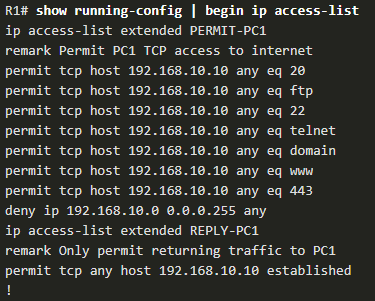 R1# show running-config | begin ip access-list
ip access-list extended PERMIT-PC1
remark Permit PC1 TCP access to internet
permit tcp host 192.168.10.10 any eq 20
permit tcp host 192.168.10.10 any eq ftp
permit tcp host 192.168.10.10 any eq 22
permit tcp host 192.168.10.10 any eq telnet
permit tcp host 192.168.10.10 any eq domain
permit tcp host 192.168.10.10 any eq www
permit tcp host 192.168.10.10 any eq 443
deny ip 192.168.10.0 0.0.0.255 any
ip access-list extended REPLY-PC1
remark Only permit returning traffic to PC1
permit tcp any host 192.168.10.10 established
!